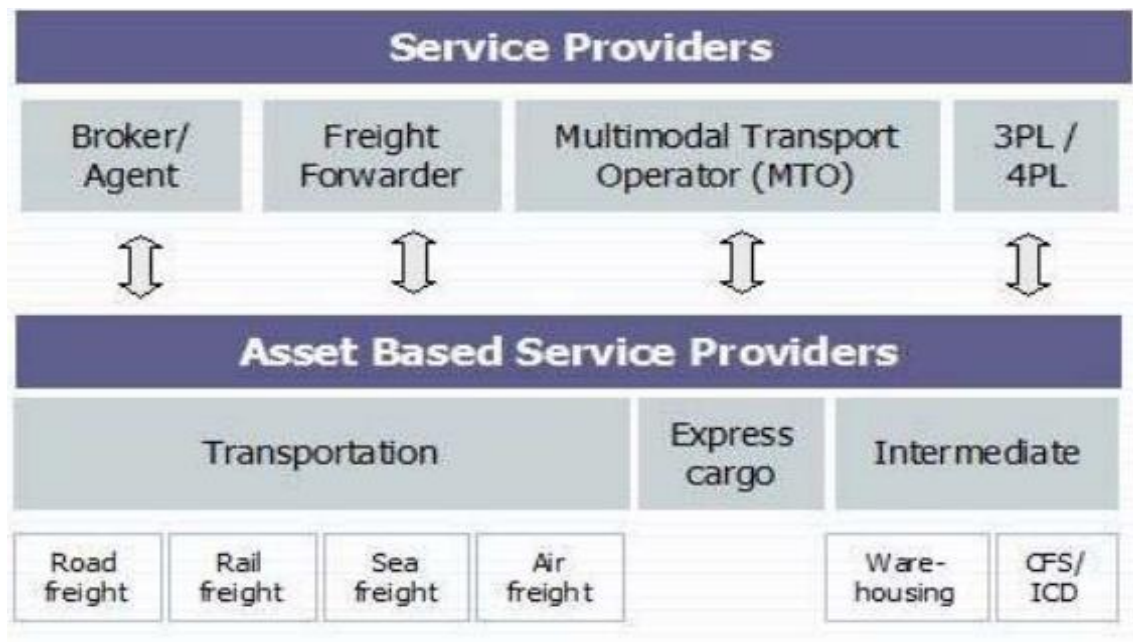 Service Providers
Broker/
Agent
Freight
Forwarder
Multimodal Transport
Operator (MTO)
3PL /
4PL
Asset Based Service Providers
Transportation
Express
cargo
Intermediate
Road
freight
Rail
freight
Sea
freight
Air
freight
Ware-
housing
CFS/
ICD